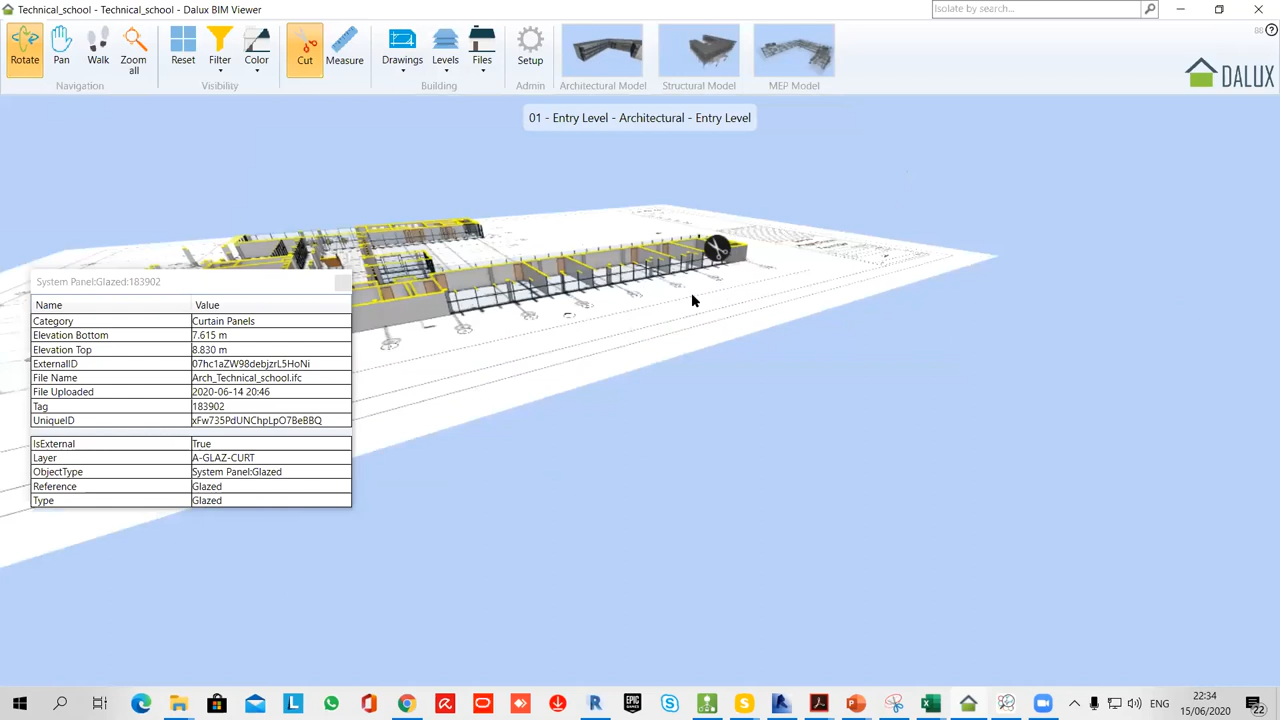 Technical_school - Technical_school - Dalux BIM Viewer
Isolate by search...
Rotate
Pan
Walk
Zoom all
Reset
Filter
Color
Cut
Measure
Drawings
Levels
Files
Setup
Navigation
Visibility
Building
Admin
Architectural Model
Structural Model
MEP Model
DALUX
01 - Entry Level - Architectural - Entry Level
System Panel:Glazed:183902
Name Value
Category Curtain Panels
Elevation Bottom 7.615 m
Elevation Top 8.830 m
ExternalID 07hc1aZW98debjzrL5HoNi
File Name Arch_Technical_school.ifc
File Uploaded 2020-06-14 20:46
Tag 183902
UniqueID xFw735PdUNChpLpO7BeBBQ
IsExternal True
Layer A-GLAZ-CURT
ObjectType System Panel:Glazed
Reference Glazed
Type Glazed
ENG
22:34
15/06/2020
22